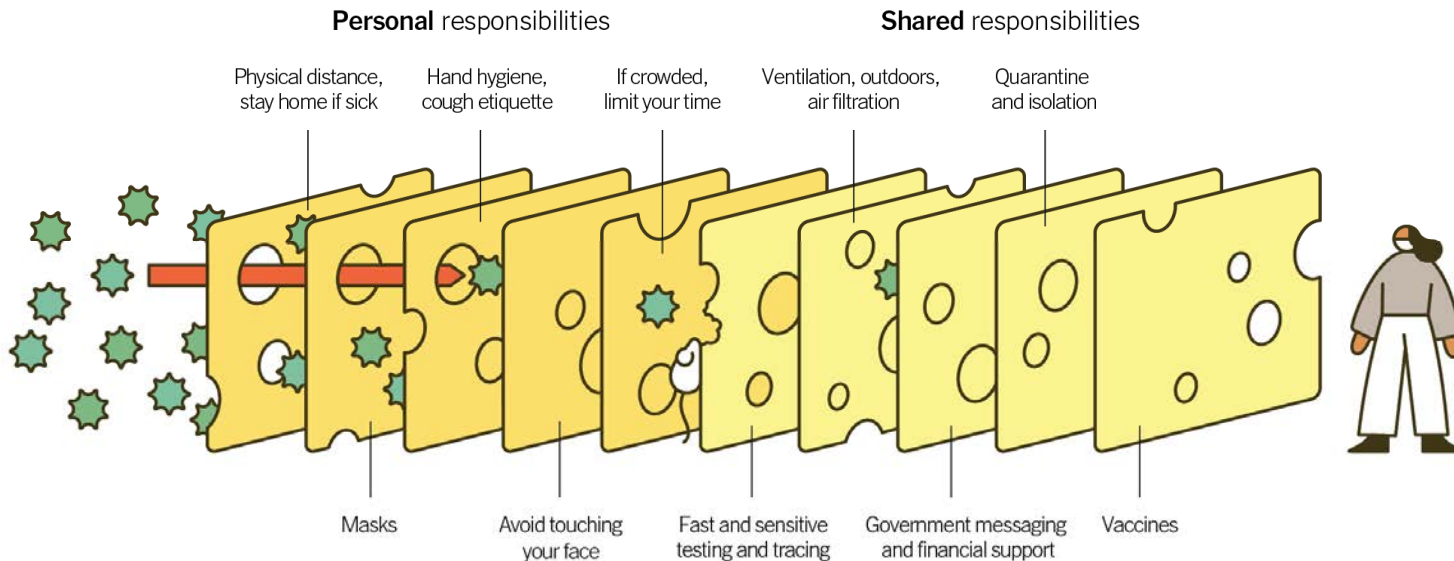 Personal responsibilities
Shared responsibilities
Physical distance,
stay home if sick
Hand hygiene,
cough etiquette
If crowded,
limit your time
Ventilation, outdoors,
air filtration
Quarantine
and isolation
Masks
Avoid touching
your face
Fast and sensitive
testing and tracing
Government messaging
and financial support
Vaccines